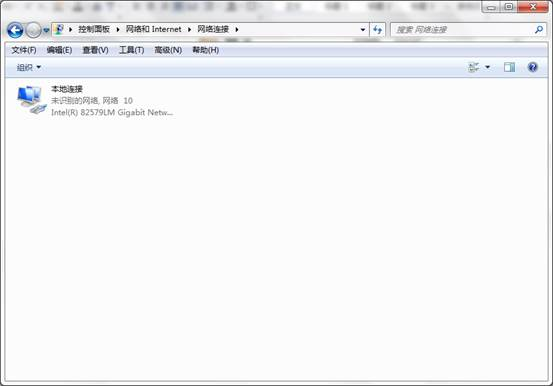 控制面板 ▸ 网络和 Internet ▸ 网络连接 ▸
搜索 网络连接
文件(F) 编辑(E) 查看(V) 工具(T) 高级(N) 帮助(H)
组织
本地连接
未识别的网络, 网络 10
Intel(R) 82579LM Gigabit Netw...